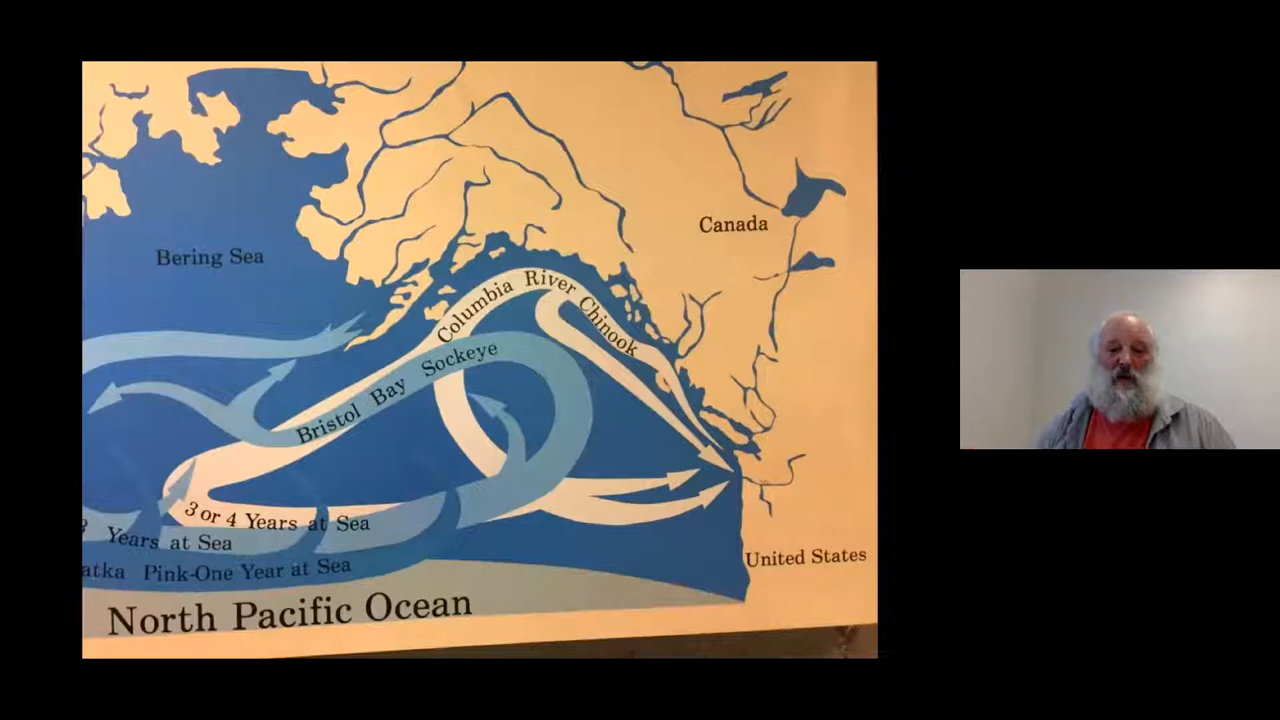 Canada
Bering Sea
Columbia River Chinook
Bristol Bay Sockeye
3 or 4 Years at Sea
Years at Sea
Pink-One Year at Sea
United States
North Pacific Ocean